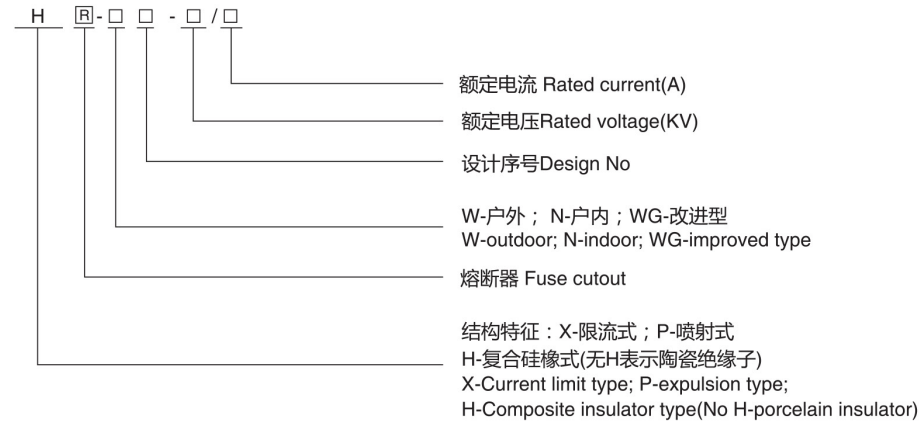 H R-□ □ - □/□
额定电流 Rated current(A)
额定电压Rated voltage(KV)
设计序号Design No
W-户外； N-户内；WG-改进型
W-outdoor; N-indoor; WG-improved type
熔断器 Fuse cutout
结构特征：X-限流式；P-喷射式
H-复合硅橡式(无H表示陶瓷绝缘子)
X-Current limit type; P-expulsion type;
H-Composite insulator type(No H-porcelain insulator)